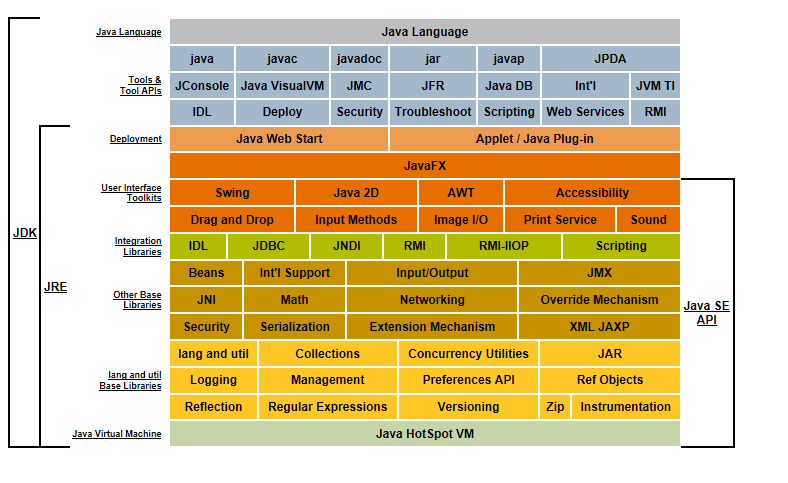 Java Language Java Language
java javac javadoc jar javap JPDA
Tools &
Tool APIs
JConsole Java VisualVM JMC JFR Java DB Int'l JVM TI
IDL Deploy Security Troubleshoot Scripting Web Services RMI
Deployment Java Web Start Applet / Java Plug-in
JavaFX
User Interface
Toolkits
Swing Java 2D AWT Accessibility
Drag and Drop Input Methods Image I/O Print Service Sound
JDK
Integration
Libraries
IDL JDBC JNDI RMI RMI-IIOP Scripting
JRE
Beans Int'l Support Input/Output JMX
Other Base
Libraries
JNI Math Networking Override Mechanism
Java SE
API
Security Serialization Extension Mechanism XML JAXP
lang and util Collections Concurrency Utilities JAR
lang and util
Base Libraries
Logging Management Preferences API Ref Objects
Reflection Regular Expressions Versioning Zip Instrumentation
Java Virtual Machine Java HotSpot VM